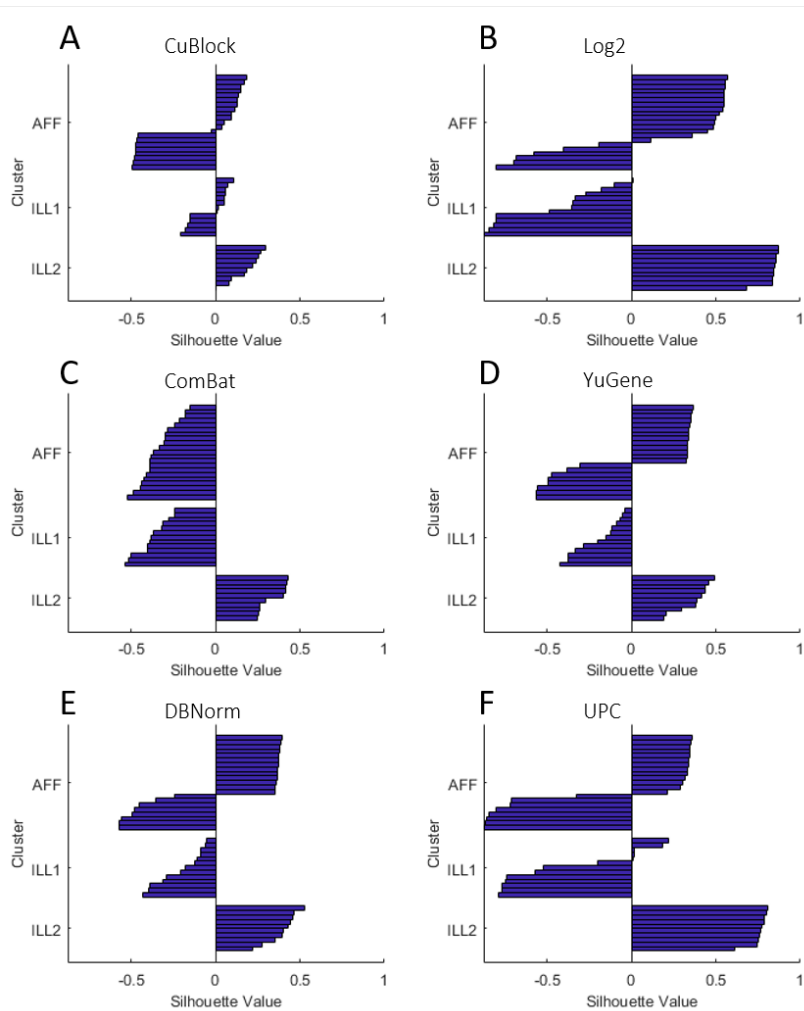 A CuBlock
AFF
ILL1
ILL2
Cluster
-0.5 0 0.5 1
Silhouette Value
B Log2
AFF
ILL1
ILL2
Cluster
-0.5 0 0.5 1
Silhouette Value
C ComBat
AFF
ILL1
ILL2
Cluster
-0.5 0 0.5 1
Silhouette Value
D YuGene
AFF
ILL1
ILL2
Cluster
-0.5 0 0.5 1
Silhouette Value
E DBNorm
AFF
ILL1
ILL2
Cluster
-0.5 0 0.5 1
Silhouette Value
F UPC
AFF
ILL1
ILL2
Cluster
-0.5 0 0.5 1
Silhouette Value